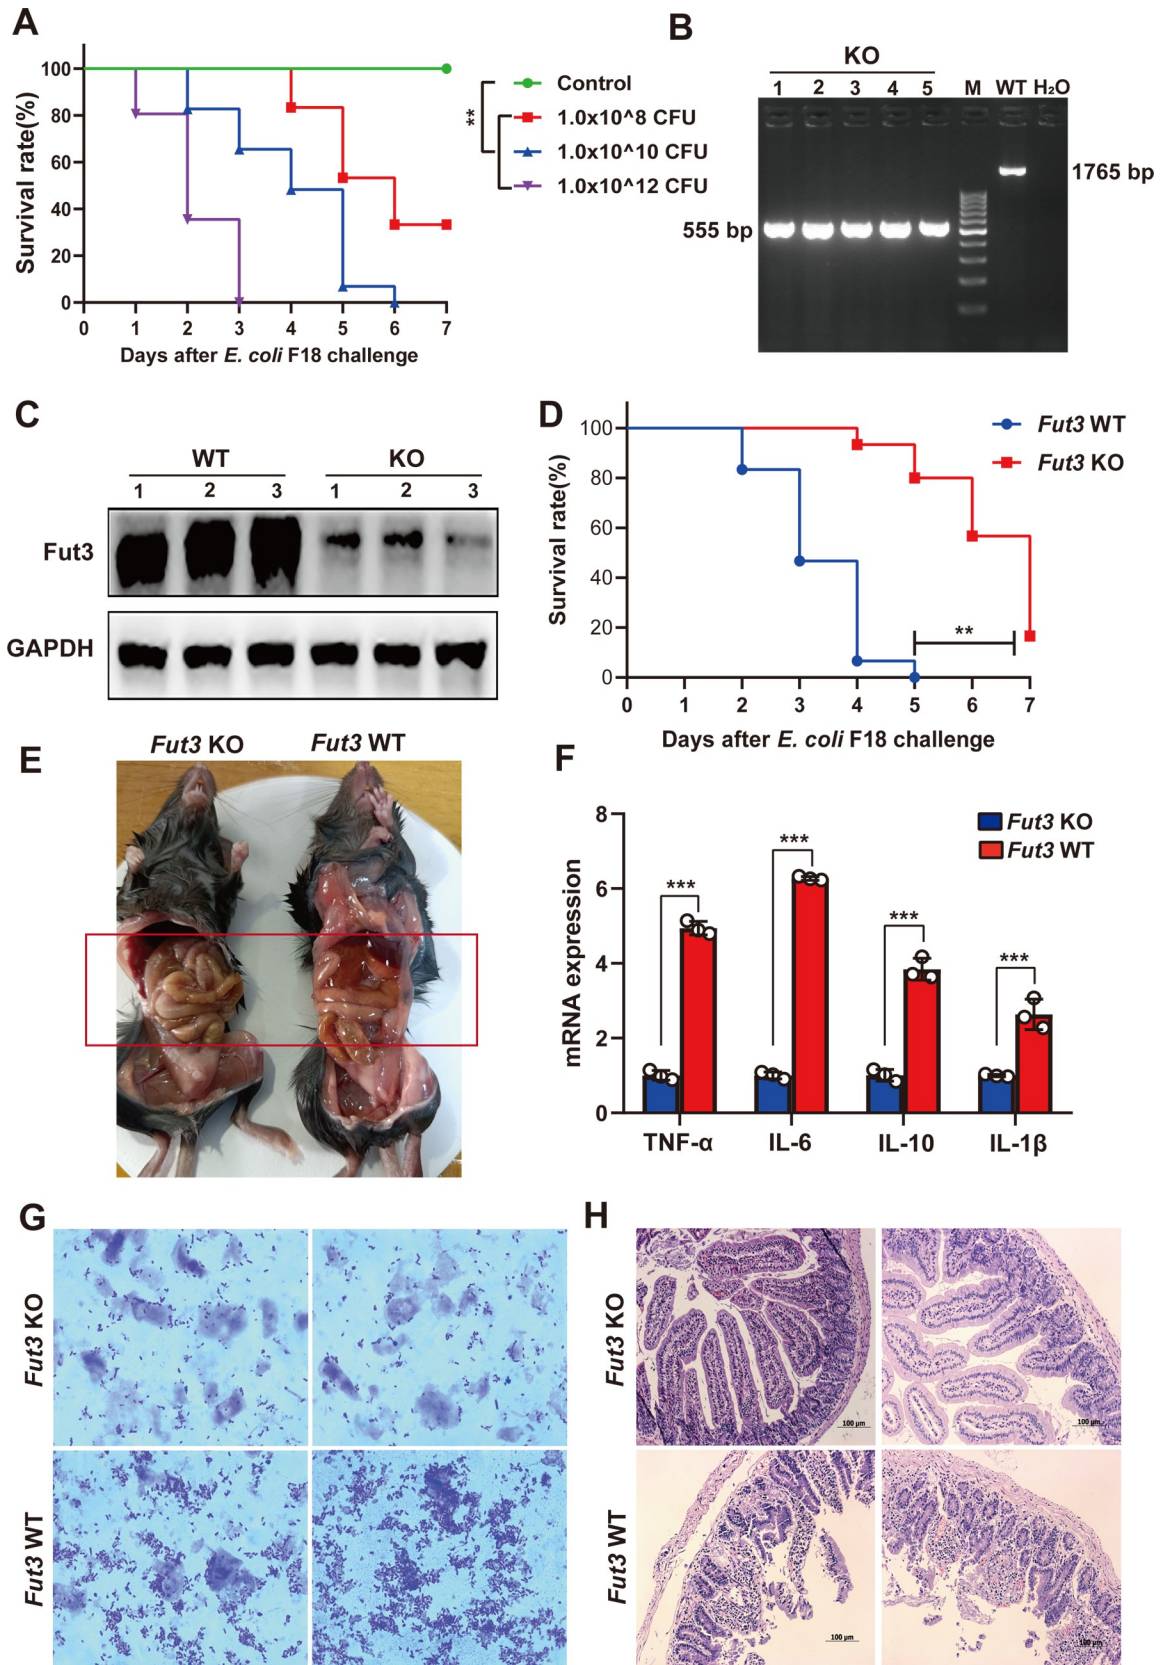 A
Survival rate(%)
100
80
60
40
20
0
0 1 2 3 4 5 6 7
Days after E. coli F18 challenge
**
Control
1.0x10^8 CFU
1.0x10^10 CFU
1.0x10^12 CFU
B
KO
1 2 3 4 5 M WT H₂O
1765 bp
555 bp
C
WT KO
1 2 3 1 2 3
Fut3
GAPDH
D
Survival rate(%)
100
80
60
40
20
0
0 1 2 3 4 5 6 7
Days after E. coli F18 challenge
**
Fut3 WT
Fut3 KO
E
Fut3 KO Fut3 WT
F
mRNA expression
8
6
4
2
0
*** *** *** ***
TNF-α IL-6 IL-10 IL-1β
Fut3 KO
Fut3 WT
G
Fut3 KO
Fut3 WT
H
Fut3 KO
100 μm 100 μm
Fut3 WT
100 μm 100 μm